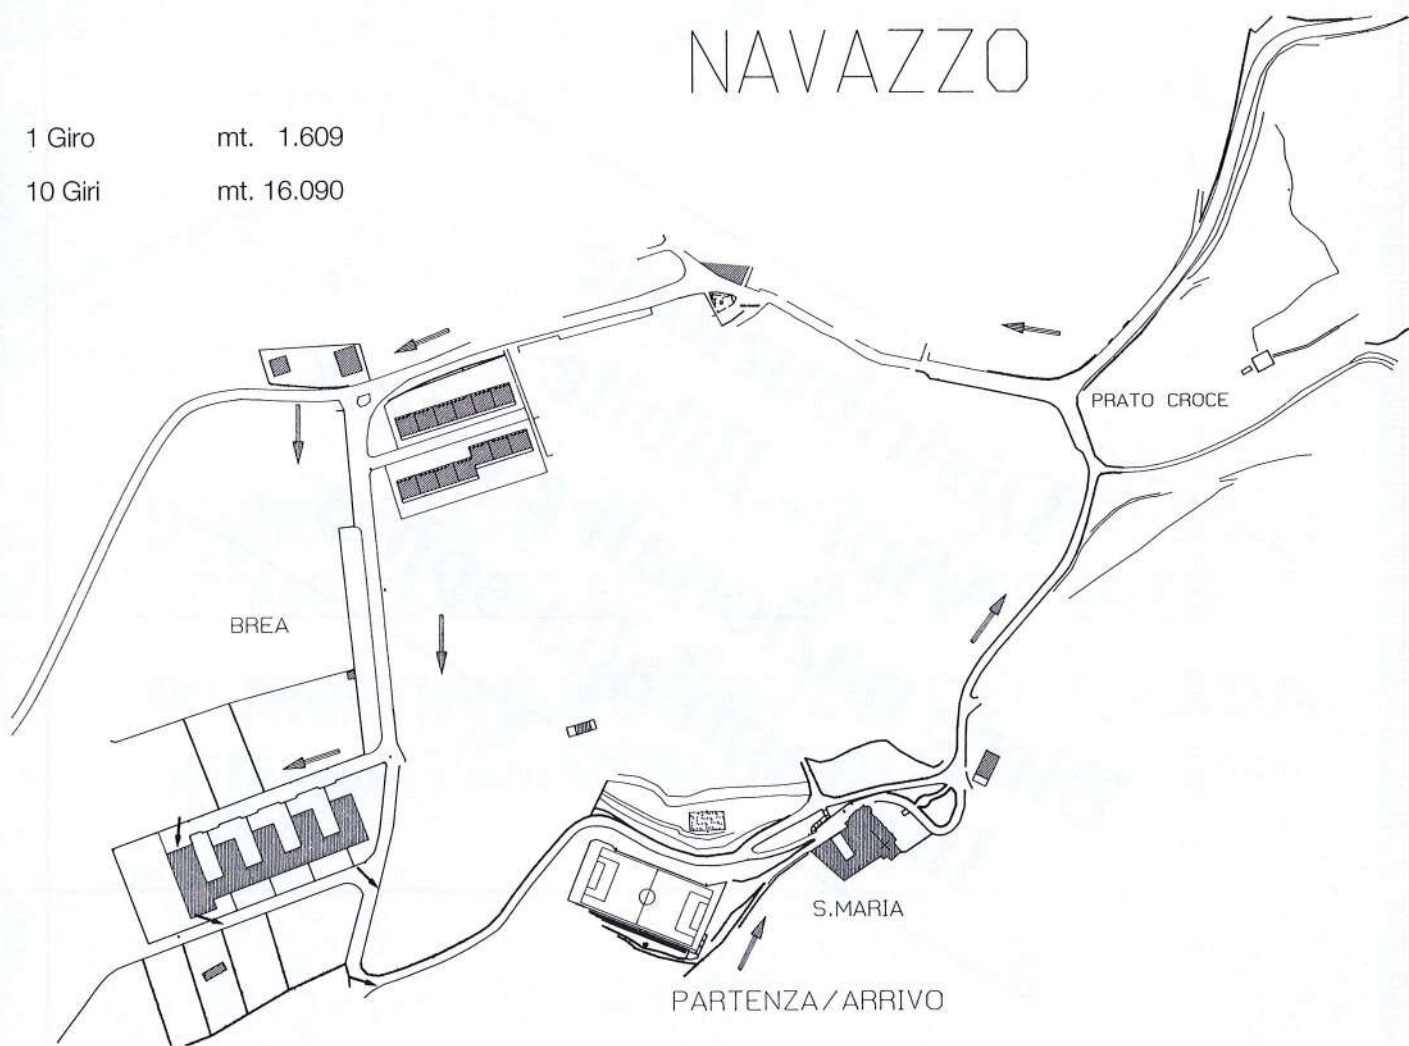 NAVAZZO
1 Giro mt. 1.609
10 Giri mt. 16.090
PRATO CROCE
BREA
S.MARIA
PARTENZA/ARRIVO